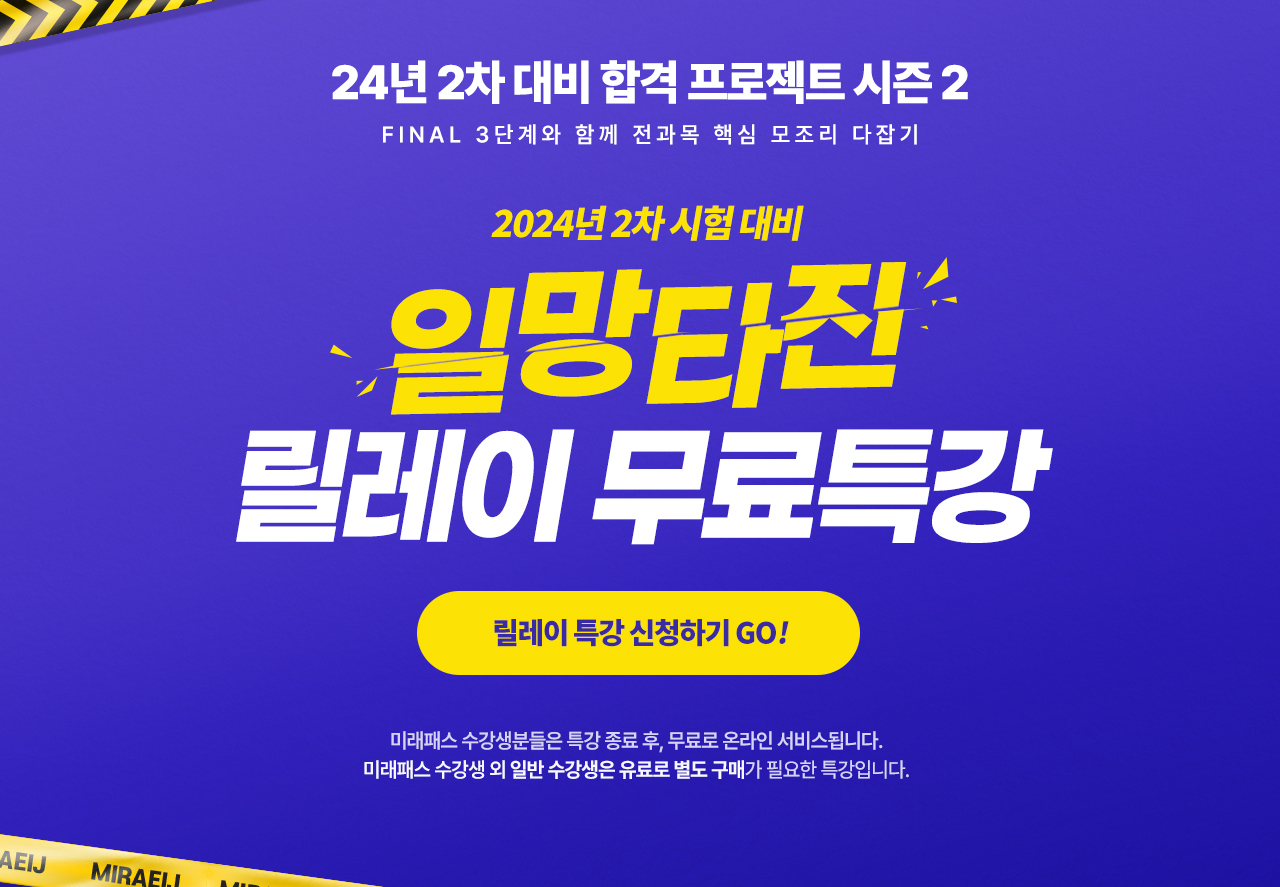 24년 2차 대비 합격 프로젝트 시즌 2
FINAL 3단계와 함께 전과목 핵심 모조리 다잡기
2024년 2차 시험 대비
일망타진
릴레이 무료특강
릴레이 특강 신청하기 GO!
미래패스 수강생분들은 특강 종료 후, 무료로 온라인 서비스됩니다.
미래패스 수강생 외 일반 수강생은 유료로 별도 구매가 필요한 특강입니다.
AEIJ MIRAEIJ